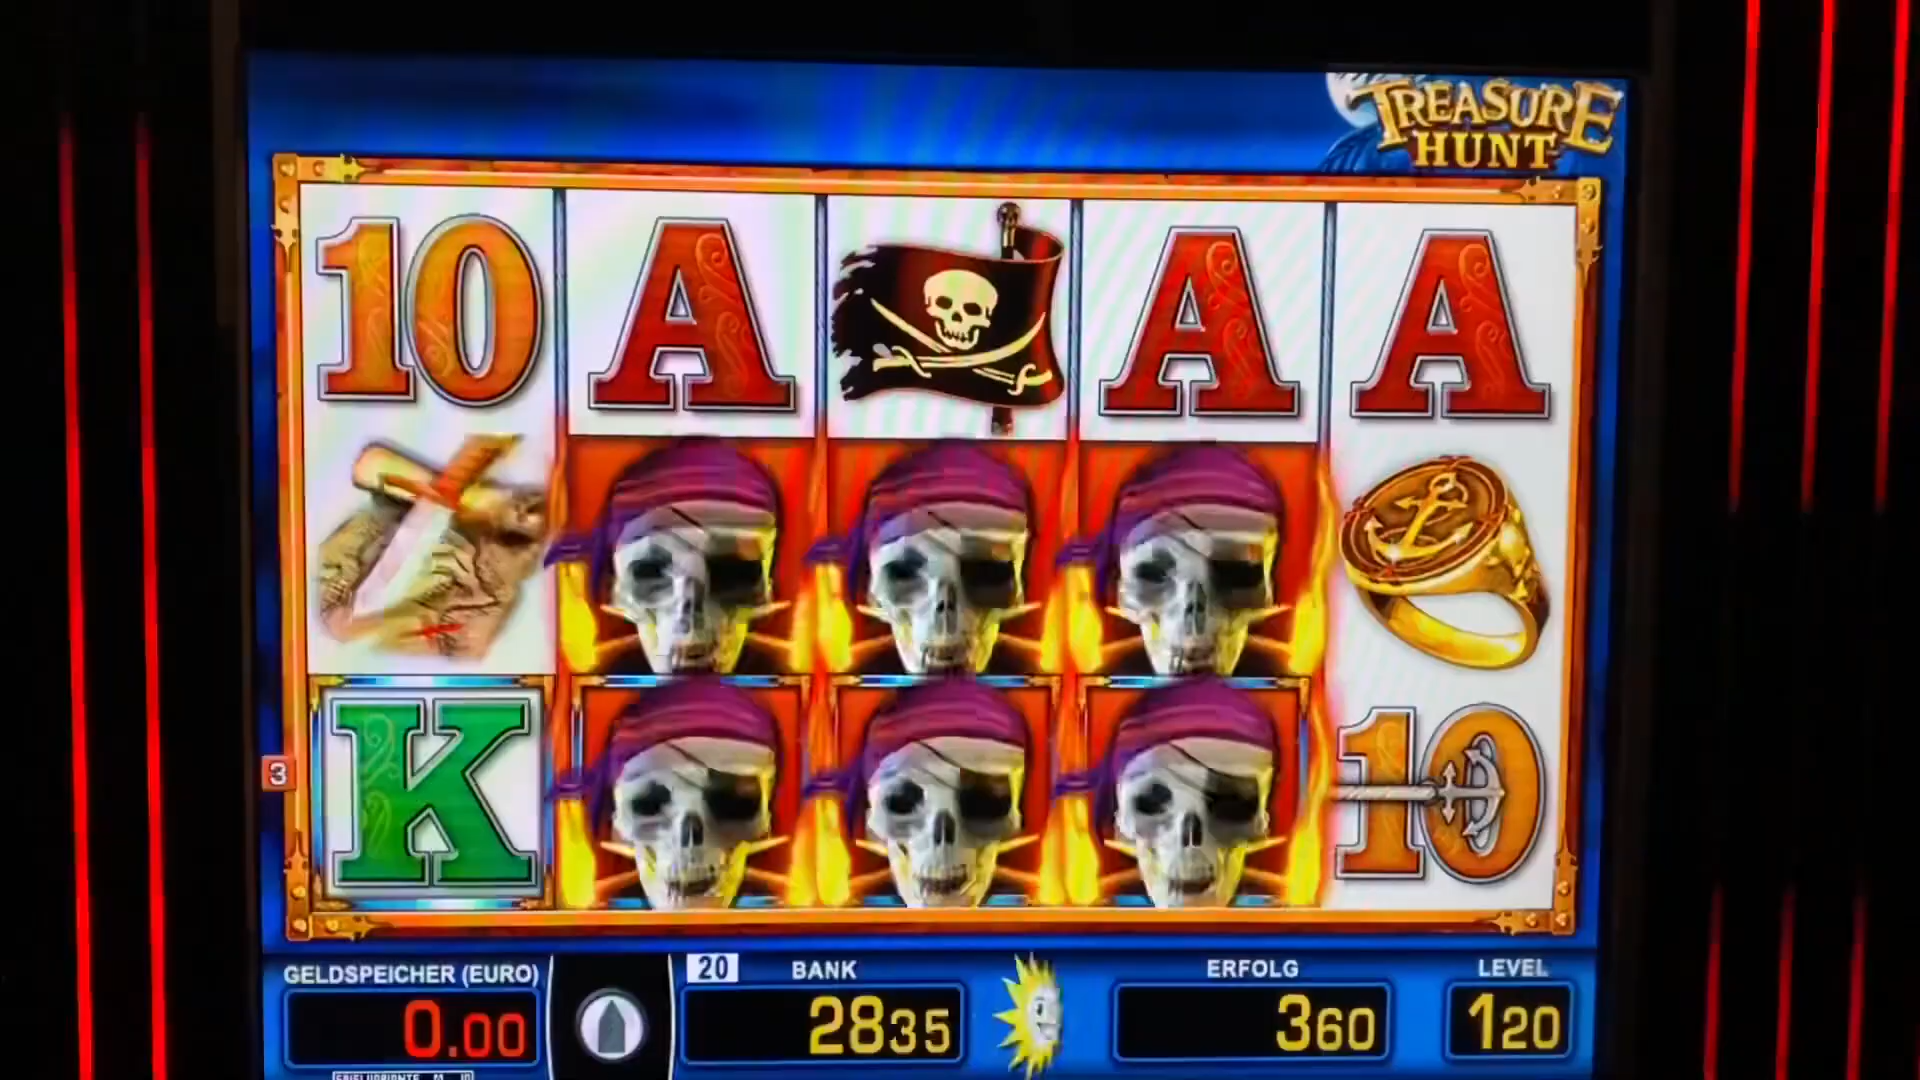 TREASURE
HUNT
10 A A A
3 K 10
GELDSPEICHER (EURO) 20 BANK ERFOLG LEVEL
0.00 2835 360 120